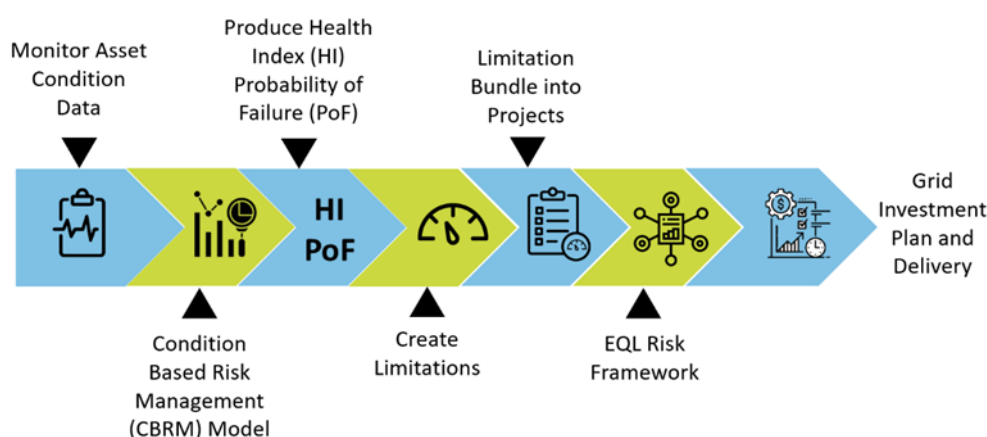 Monitor Asset
Condition
Data
Produce Health
Index (HI)
Probability of
Failure (PoF)
Limitation
Bundle into
Projects
HI
PoF
$
Grid
Investment
Plan and
Delivery
Condition
Based Risk
Management
(CBRM) Model
Create
Limitations
EQL Risk
Framework